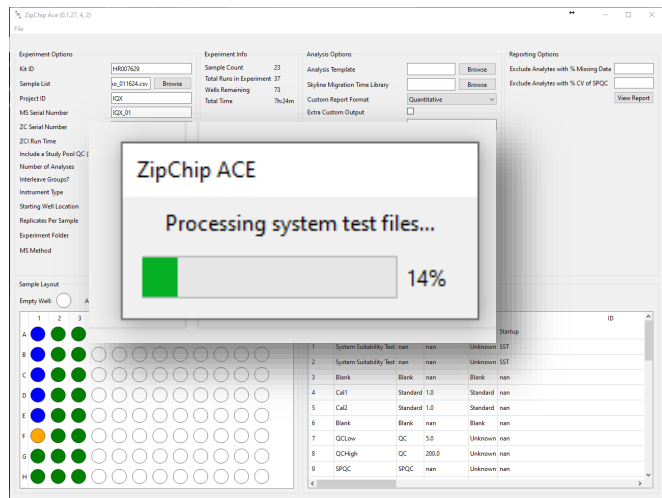 ZipChip Ace (0.1.27, 4, 2)
File
Experiment Options
Kit ID HR007629
Sample List no_011624.csv Browse
Project ID IQX
MS Serial Number IQX_01
ZC Serial Number
ZCI Run Time
Include a Study Pool QC (
Number of Analyses
Interleave Groups?
Instrument Type
Starting Well Location
Replicates Per Sample
Experiment Folder
MS Method
Experiment Info
Sample Count 23
Total Runs in Experiment 37
Wells Remaining 73
Total Time 7h:24m
Analysis Options
Analysis Template Browse
Skyline Migration Time Library Browse
Custom Report Format Quantitative
Extra Custom Output
Reporting Options
Exclude Analytes with % Missing Data
Exclude Analytes with % CV of SPQC
View Report
ZipChip ACE
Processing system test files...
14%
Sample Layout
Empty Well: A
1 2 3
A
B
C
D
E
F
G
H
ID
Startup
1 System Suitability Test nan nan Unknown SST
2 System Suitability Test nan nan Unknown SST
3 Blank Blank nan Blank nan
4 Cal1 Standard 1.0 Standard nan
5 Cal2 Standard 1.0 Standard nan
6 Blank Blank nan Blank nan
7 QCLow QC 5.0 Unknown nan
8 QCHigh QC 200.0 Unknown nan
9 SPQC SPQC nan Unknown nan